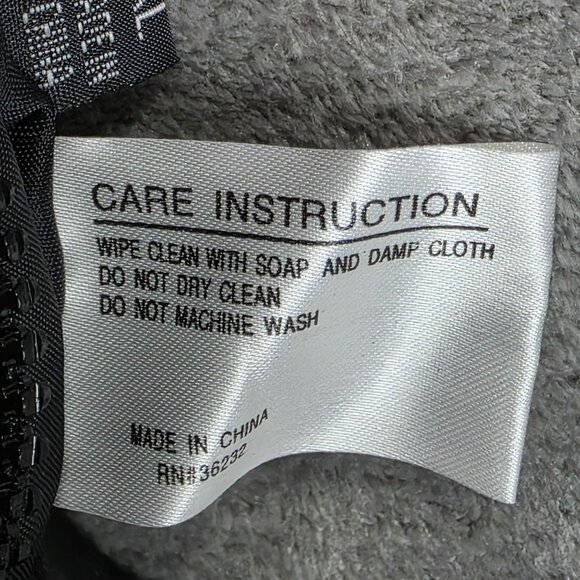 CARE INSTRUCTION
WIPE CLEAN WITH SOAP AND DAMP CLOTH
DO NOT DRY CLEAN
DO NOT MACHINE WASH
MADE IN CHINA
RN#36232